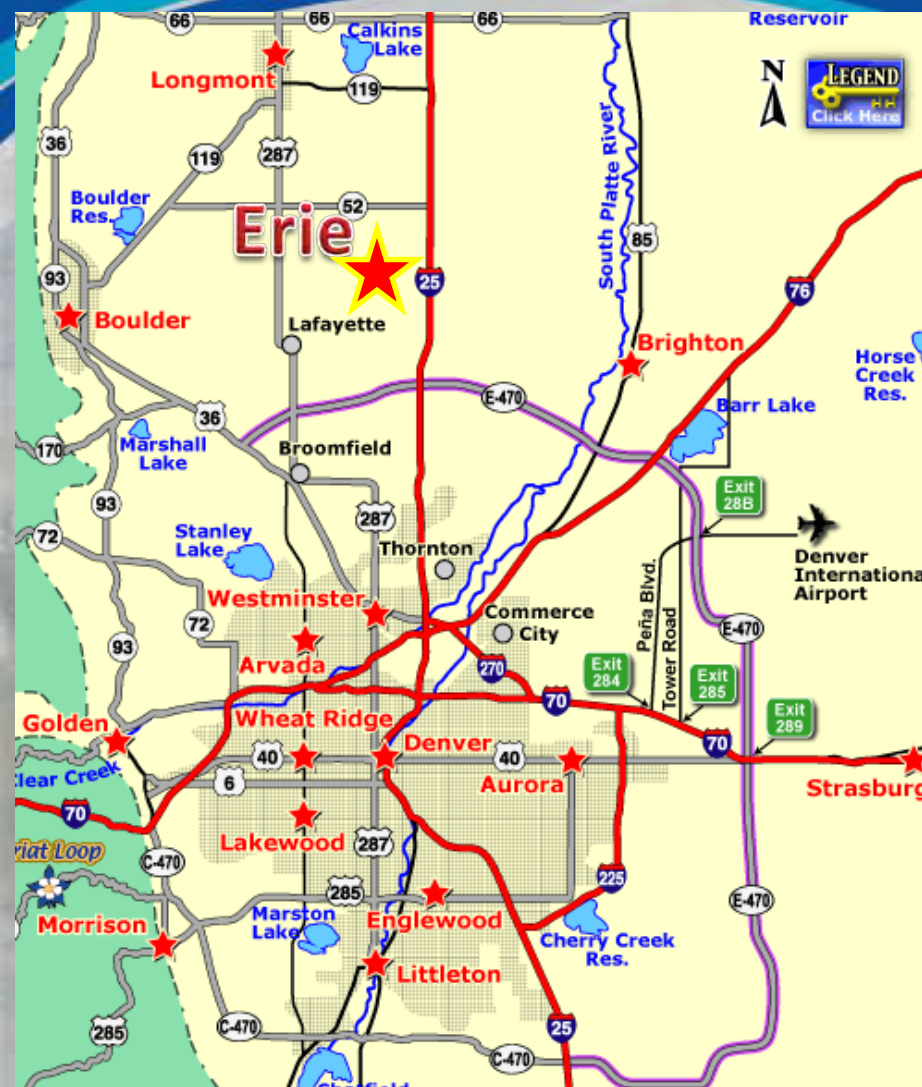 66
66
66
Reservoir
Calkins
Lake
N
LEGEND
Click Here
Longmont
119
36
119
287
South Platte River
Boulder
Res.
52
Erie
85
93
25
76
Boulder
Lafayette
Brighton
Horse
Creek
Res.
E-470
Barr Lake
36
170
Marshall
Lake
Broomfield
93
Exit
28B
287
72
Stanley
Lake
Thornton
Denver
Internationa
Airport
Peña Blvd.
Tower Road
Westminster
Commerce
City
72
E-470
93
Arvada
270
Exit
284
Exit
285
70
Golden
Wheat Ridge
Exit
289
Denver
70
40
40
Clear Creek
6
Aurora
Strasburg
70
Lakewood
287
riat Loop
C-470
225
285
E-470
Morrison
Marston
Lake
Englewood
Cherry Creek
Res.
Littleton
285
C-470
25
C-470
Chatfield